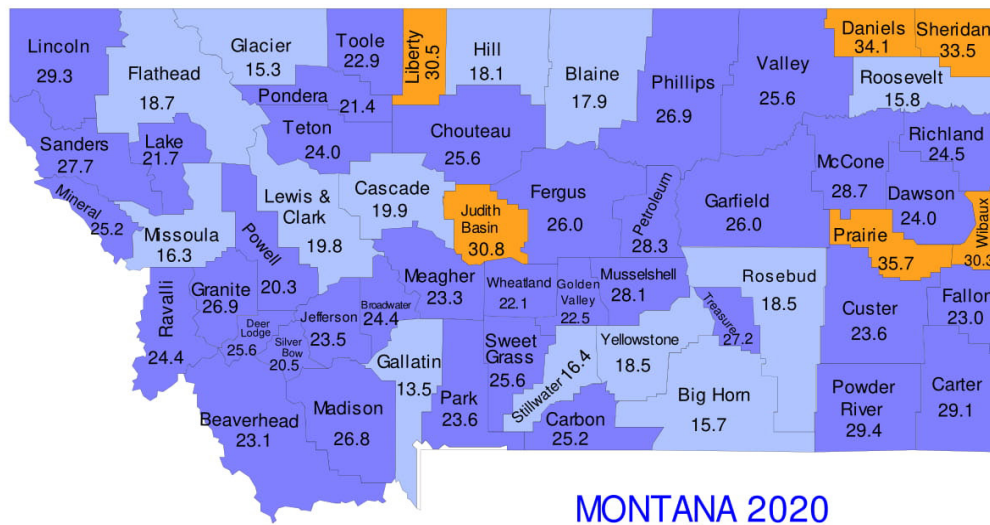 Lincoln
29.3
Flathead
18.7
Glacier
15.3
Toole
22.9
Liberty
30.5
Hill
18.1
Blaine
17.9
Phillips
26.9
Valley
25.6
Daniels
34.1
Sheridan
33.5
Roosevelt
15.8
Pondera
21.4
Teton
24.0
Chouteau
25.6
Richland
24.5
Sanders
27.7
Lake
21.7
Mineral
25.2
Missoula
16.3
Powell
20.3
Lewis &
Clark
19.8
Cascade
19.9
Judith
Basin
30.8
Fergus
26.0
Petroleum
28.3
Garfield
26.0
McCone
28.7
Dawson
24.0
Prairie
35.7
Wibaux
30.3
Ravalli
24.4
Granite
26.9
Deer
Lodge
25.6
Silver
Bow
20.5
Jefferson
23.5
Broadwater
24.4
Meagher
23.3
Wheatland
22.1
Golden
Valley
22.5
Musselshell
28.1
Treasure
27.2
Rosebud
18.5
Custer
23.6
Fallon
23.0
Beaverhead
23.1
Madison
26.8
Gallatin
13.5
Park
23.6
Sweet
Grass
25.6
Stillwater 16.4
Yellowstone
18.5
Carbon
25.2
Big Horn
15.7
Powder
River
29.4
Carter
29.1
MONTANA 2020